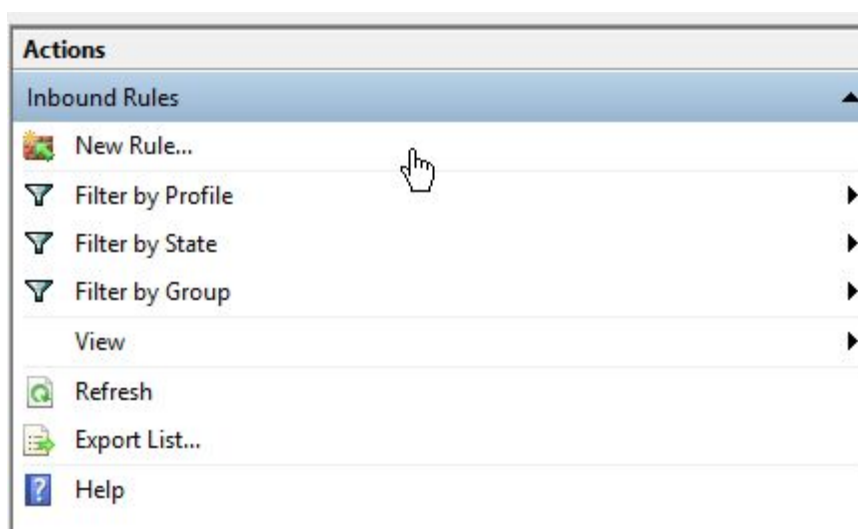 Actions
Inbound Rules
New Rule...
Filter by Profile
Filter by State
Filter by Group
View
Refresh
Export List...
Help